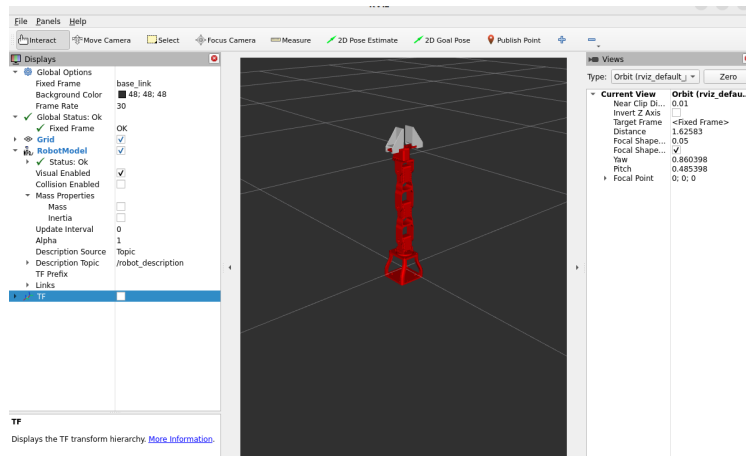 File Panels Help
Interact Move Camera Select Focus Camera Measure 2D Pose Estimate 2D Goal Pose Publish Point
Displays
Global Options
Fixed Frame base_link
Background Color 48; 48; 48
Frame Rate 30
Global Status: Ok
Fixed Frame OK
Grid
RobotModel
Status: Ok
Visual Enabled
Collision Enabled
Mass Properties
Mass
Inertia
Update Interval 0
Alpha 1
Description Source Topic
Description Topic /robot_description
TF Prefix
Links
TF
TF
Displays the TF transform hierarchy. More Information.
Views
Type: Orbit (rviz_default_ Zero
Current View Orbit (rviz_defau...
Near Clip Di... 0.01
Invert Z Axis
Target Frame <Fixed Frame>
Distance 1.62583
Focal Shape... 0.05
Focal Shape...
Yaw 0.860398
Pitch 0.485398
Focal Point 0; 0; 0